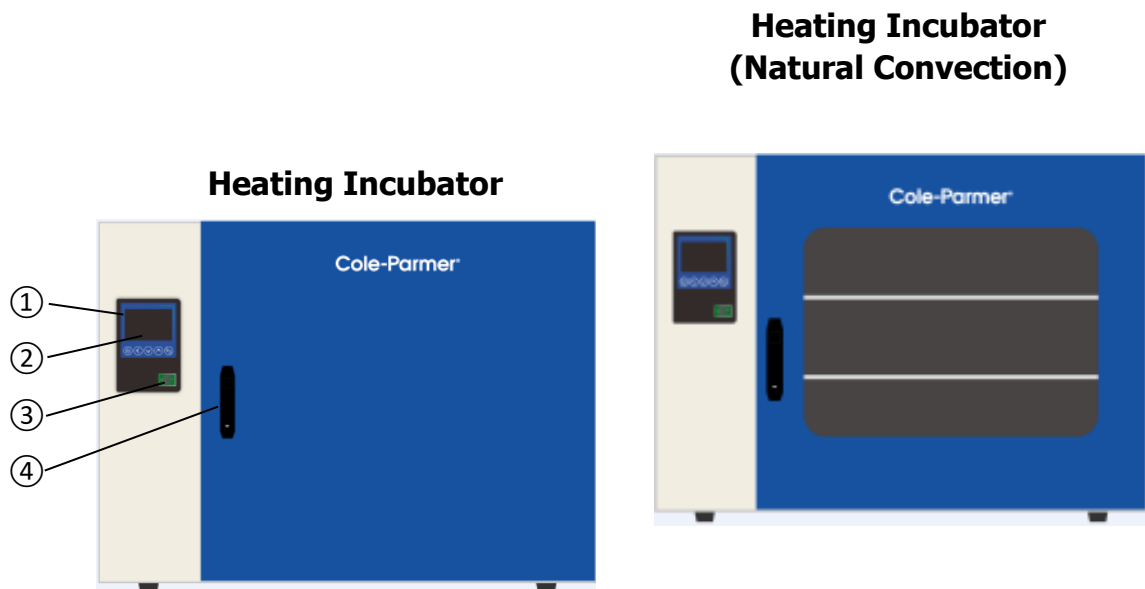 Heating Incubator
(Natural Convection)
Heating Incubator
Cole-Parmer
Cole-Parmer
①
②
③
④